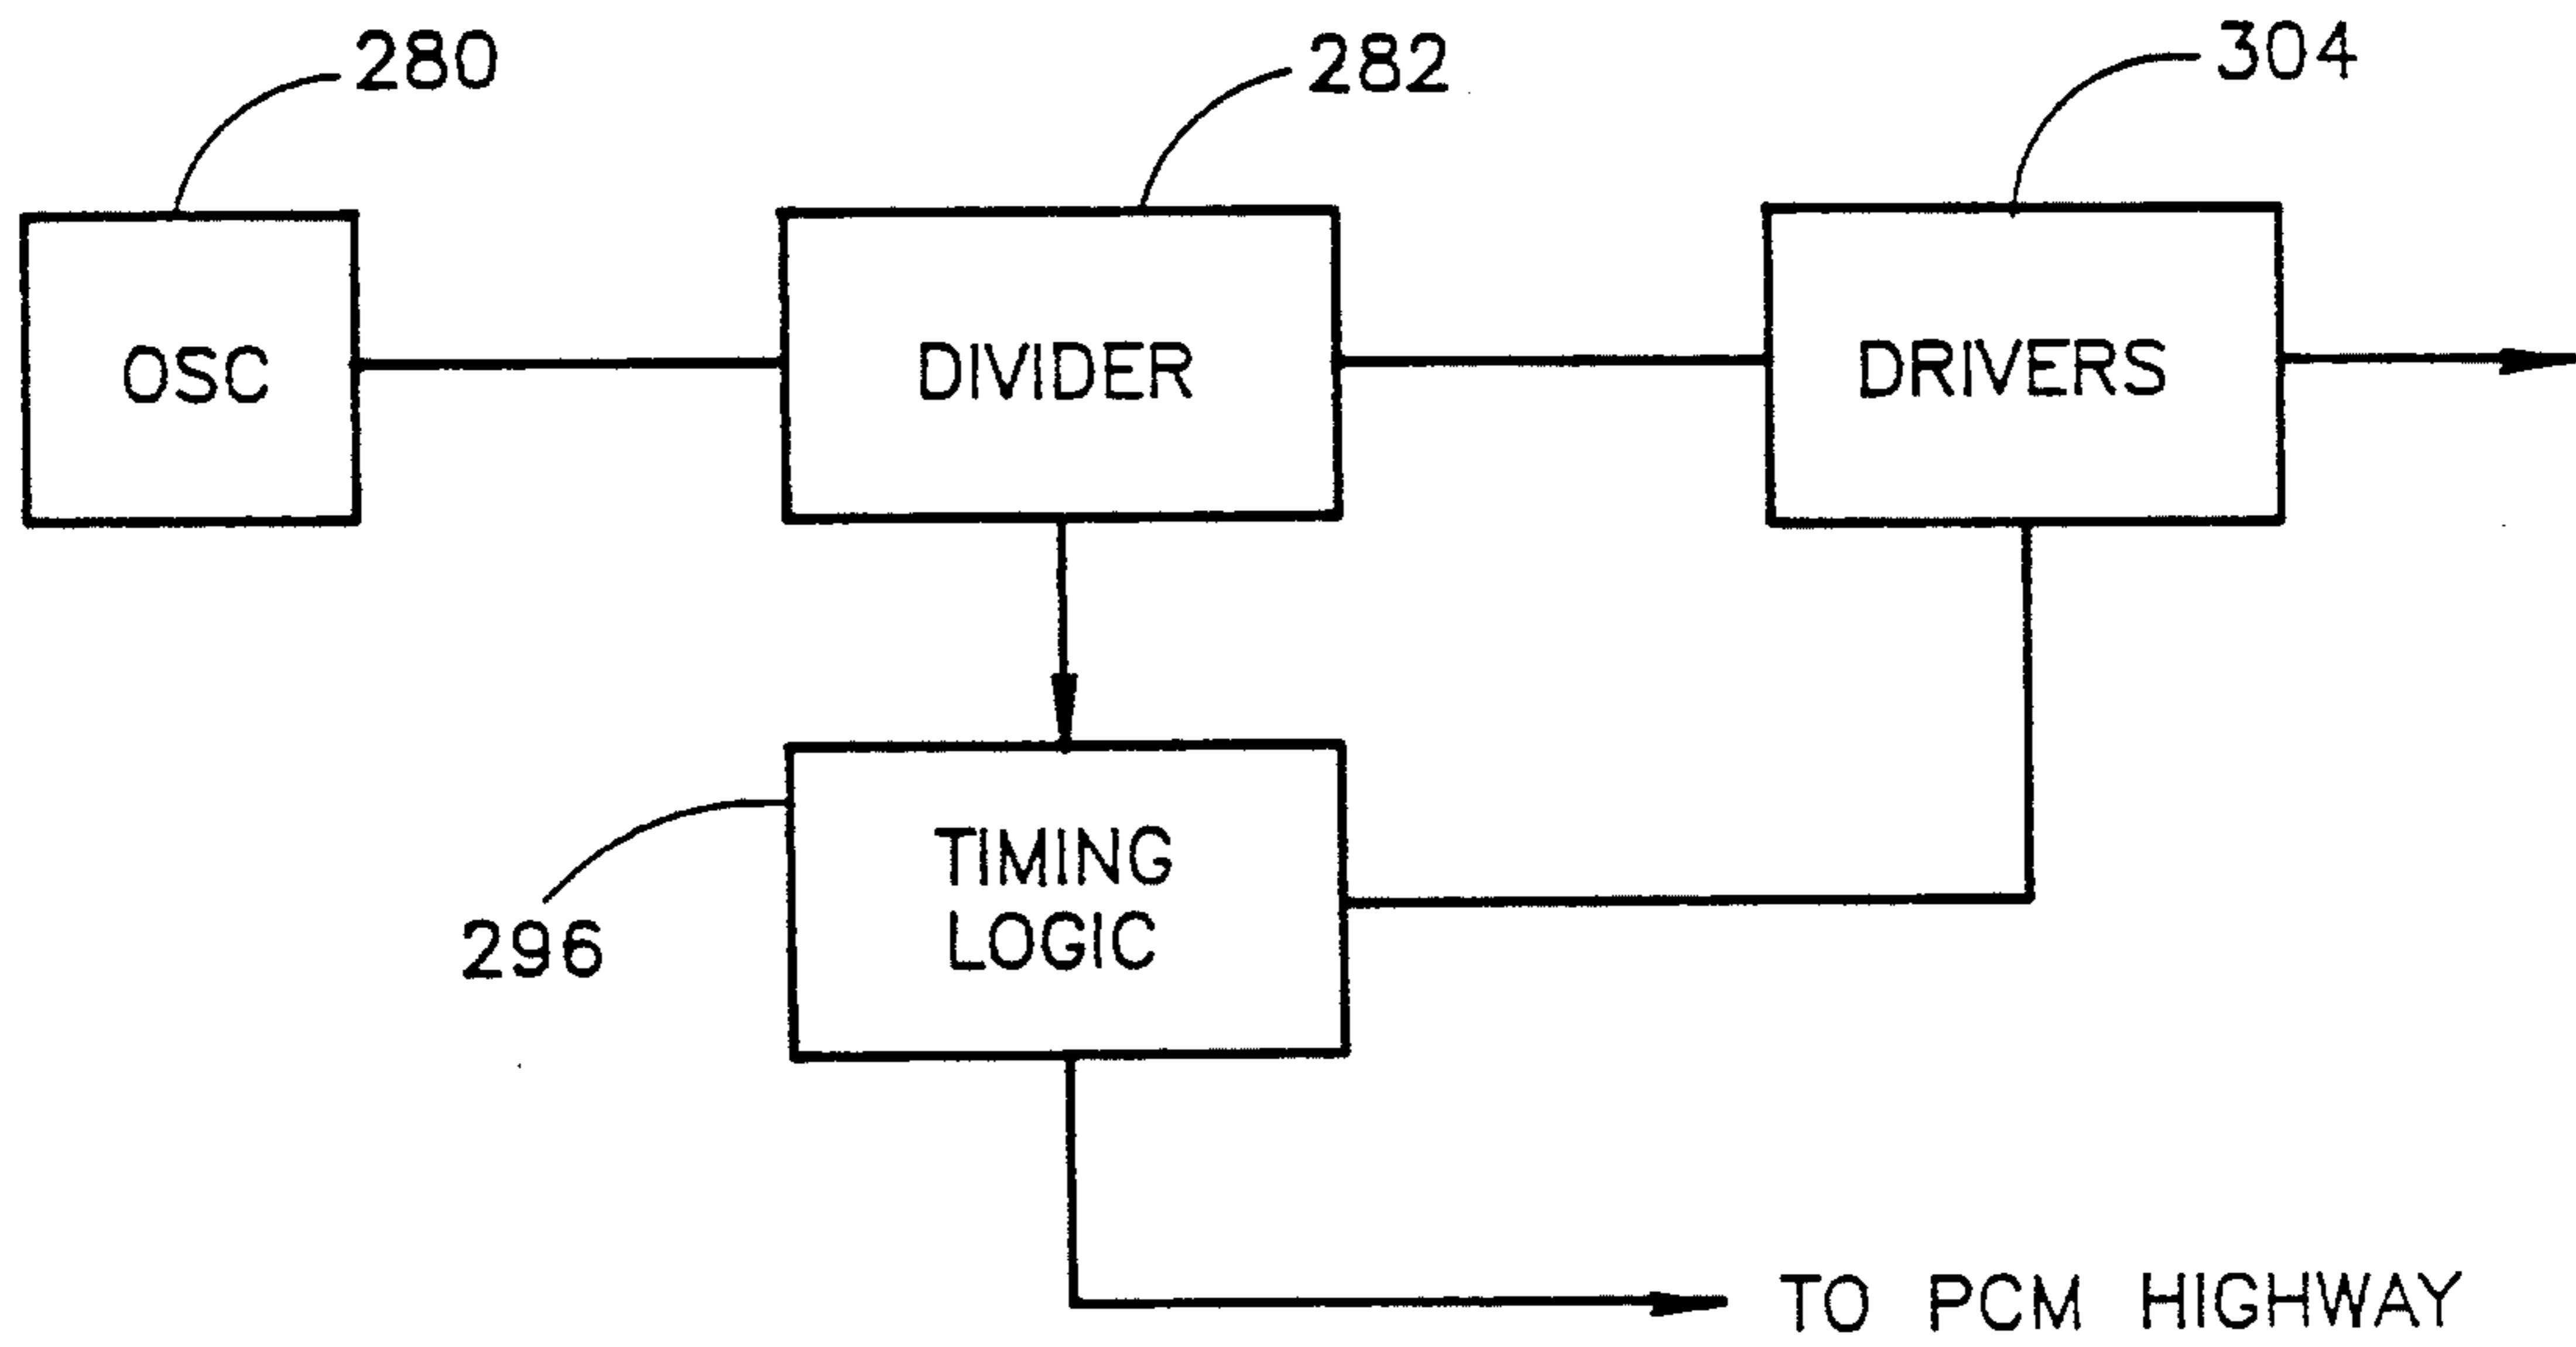 280
282
304
OSC
DIVIDER
DRIVERS
TIMING
LOGIC
296
TO PCM HIGHWAY